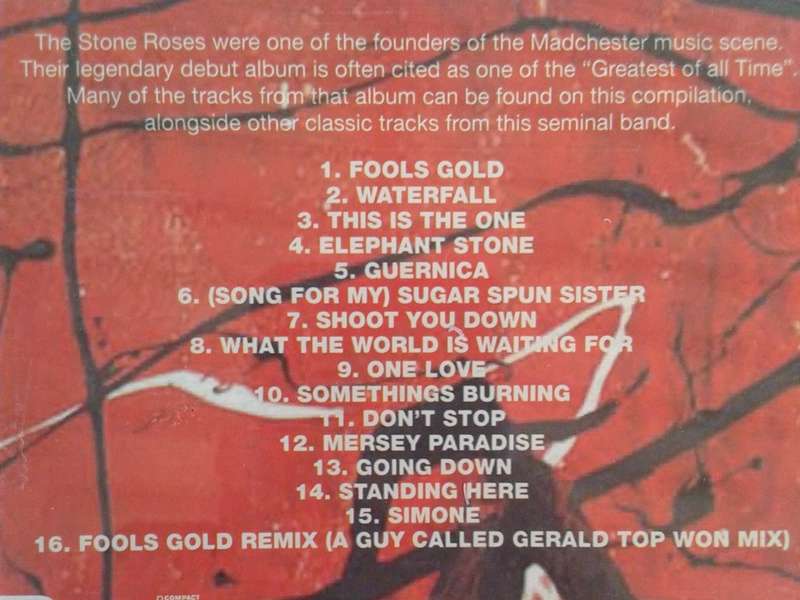 The Stone Roses were one of the founders of the Madchester music scene.
Their legendary debut album is often cited as one of the “Greatest of all Time”.
Many of the tracks from that album can be found on this compilation,
alongside other classic tracks from this seminal band.
1. FOOLS GOLD
2. WATERFALL
3. THIS IS THE ONE
4. ELEPHANT STONE
5. GUERNICA
6. (SONG FOR MY) SUGAR SPUN SISTER
7. SHOOT YOU DOWN
8. WHAT THE WORLD IS WAITING FOR
9. ONE LOVE
10. SOMETHINGS BURNING
11. DON’T STOP
12. MERSEY PARADISE
13. GOING DOWN
14. STANDING HERE
15. SIMONE
16. FOOLS GOLD REMIX (A GUY CALLED GERALD TOP WON MIX)
COMPACT